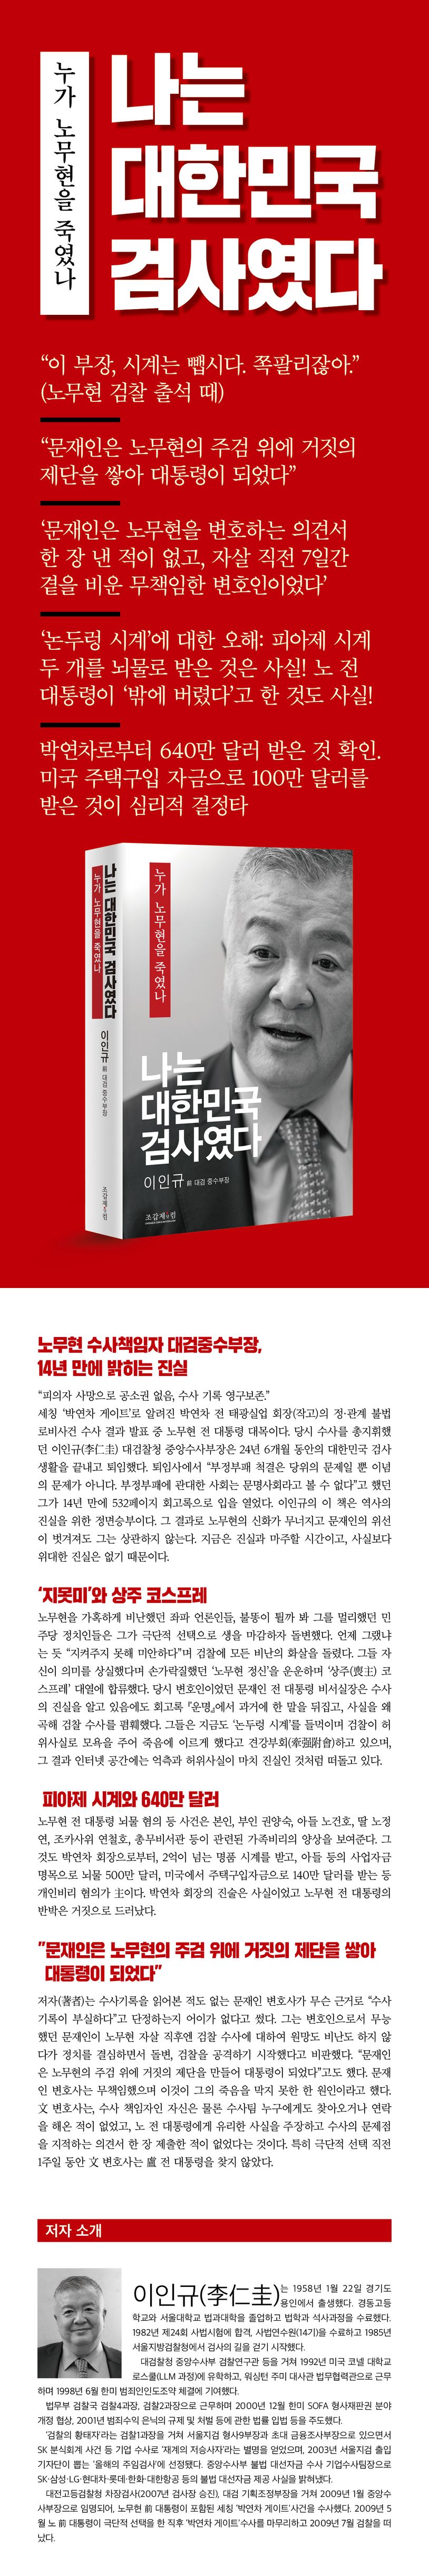 누가 노무현을 죽였나
나는
대한민국
검사였다
“이 부장, 시계는 뺍시다. 쪽팔리잖아.”
(노무현 검찰 출석 때)
“문재인은 노무현의 주검 위에 거짓의
제단을 쌓아 대통령이 되었다”
‘문재인은 노무현을 변호하는 의견서
한 장 낸 적이 없고, 자살 직전 7일간
곁을 비운 무책임한 변호인이었다’
‘논두렁 시계’에 대한 오해: 피아제 시계
두 개를 뇌물로 받은 것은 사실! 노 전
대통령이 ‘밖에 버렸다’고 한 것도 사실!
박연차로부터 640만 달러 받은 것 확인.
미국 주택구입 자금으로 100만 달러를
받은 것이 심리적 결정타
누가 노무현을 죽였나
나는 대한민국 검사였다
이인규 前 대검 중수부장
조갑제닷컴
누가 노무현을 죽였나
나는
대한민국
검사였다
이인규 前 대검 중수부장
조갑제닷컴
노무현 수사책임자 대검중수부장,
14년 만에 밝히는 진실
“피의자 사망으로 공소권 없음, 수사 기록 영구보존.”
세칭 ‘박연차 게이트’로 알려진 박연차 전 태광실업 회장(작고)의 정·관계 불법
로비사건 수사 결과 발표 중 노무현 전 대통령 대목이다. 당시 수사를 총지휘했
던 이인규(李仁圭) 대검찰청 중앙수사부장은 24년 6개월 동안의 대한민국 검사
생활을 끝내고 퇴임했다. 퇴임사에서 “부정부패 척결은 당위의 문제일 뿐 이념
의 문제가 아니다. 부정부패에 관대한 사회는 문명사회라고 볼 수 없다”고 했던
그가 14년 만에 532페이지 회고록으로 입을 열었다. 이인규의 이 책은 역사의
진실을 위한 정면승부이다. 그 결과로 노무현의 신화가 무너지고 문재인의 위선
이 벗겨져도 그는 상관하지 않는다. 지금은 진실과 마주할 시간이고, 사실보다
위대한 진실은 없기 때문이다.
‘지못미’와 상주 코스프레
노무현을 가혹하게 비난했던 좌파 언론인들, 불똥이 튈까 봐 그를 멀리했던 민
주당 정치인들은 그가 극단적 선택으로 생을 마감하자 돌변했다. 언제 그랬냐
는 듯 “지켜주지 못해 미안하다”며 검찰에 모든 비난의 화살을 돌렸다. 그들 자
신이 의미를 상실했다며 손가락질했던 ‘노무현 정신’을 운운하며 ‘상주(喪主) 코
스프레’ 대열에 합류했다. 당시 변호인이었던 문재인 전 대통령 비서실장은 수사
의 진실을 알고 있음에도 회고록 『운명』에서 과거에 한 말을 뒤집고, 사실을 왜
곡해 검찰 수사를 폄훼했다. 그들은 지금도 ‘논두렁 시계’를 들먹이며 검찰이 허
위사실로 모욕을 주어 죽음에 이르게 했다고 견강부회(牽强附會)하고 있으며,
그 결과 인터넷 공간에는 억측과 허위사실이 마치 진실인 것처럼 떠돌고 있다.
피아제 시계와 640만 달러
노무현 전 대통령 뇌물 혐의 등 사건은 본인, 부인 권양숙, 아들 노건호, 딸 노정
연, 조카사위 연철호, 총무비서관 등이 관련된 가족비리의 양상을 보여준다. 그
것도 박연차 회장으로부터, 2억이 넘는 명품 시계를 받고, 아들 등의 사업자금
명목으로 뇌물 500만 달러, 미국에서 주택구입자금으로 140만 달러를 받는 등
개인비리 혐의가 主이다. 박연차 회장의 진술은 사실이었고 노무현 전 대통령의
반박은 거짓으로 드러났다.
“문재인은 노무현의 주검 위에 거짓의 제단을 쌓아
대통령이 되었다”
저자(著者)는 수사기록을 읽어본 적도 없는 문재인 변호사가 무슨 근거로 “수사
기록이 부실하다”고 단정하는지 어이가 없다고 썼다. 그는 변호인으로서 무능
했던 문재인이 노무현 자살 직후엔 검찰 수사에 대하여 원망도 비난도 하지 않
다가 정치를 결심하면서 돌변, 검찰을 공격하기 시작했다고 비판했다. “문재인
은 노무현의 주검 위에 거짓의 제단을 만들어 대통령이 되었다”고도 했다. 문재
인 변호사는 무책임했으며 이것이 그의 죽음을 막지 못한 한 원인이라고 했다.
文 변호사는, 수사 책임자인 자신은 물론 수사팀 누구에게도 찾아오거나 연락
을 해온 적이 없었고, 노 전 대통령에게 유리한 사실을 주장하고 수사의 문제점
을 지적하는 의견서 한 장 제출한 적이 없었다는 것이다. 특히 극단적 선택 직전
1주일 동안 文 변호사는 盧 전 대통령을 찾지 않았다.
저자 소개
이인규(李仁圭)는 1958년 1월 22일 경기도
용인에서 출생했다. 경동고등
학교와 서울대학교 법과대학을 졸업하고 법학과 석사과정을 수료했다.
1982년 제24회 사법시험에 합격, 사법연수원(14기)을 수료하고 1985년
서울지방검찰청에서 검사의 길을 걷기 시작했다.
대검찰청 중앙수사부 검찰연구관 등을 거쳐 1992년 미국 코넬 대학교
로스쿨(LLM 과정)에 유학하고, 워싱턴 주미 대사관 법무협력관으로 근무
하며 1998년 6월 한미 범죄인인도조약 체결에 기여했다.
법무부 검찰국 검찰4과장, 검찰2과장으로 근무하며 2000년 12월 한미 SOFA 형사재판권 분야
개정 협상, 2001년 범죄수익 은닉의 규제 및 처벌 등에 관한 법률 입법 등을 주도했다.
‘검찰의 황태자’라는 검찰1과장을 거쳐 서울지검 형사9부장과 초대 금융조사부장으로 있으면서
SK 분식회계 사건 등 기업 수사로 ‘재계의 저승사자’라는 별명을 얻었으며, 2003년 서울지검 출입
기자단이 뽑는 ‘올해의 주임검사’에 선정됐다. 중앙수사부 불법 대선자금 수사 기업수사팀장으로
SK·삼성·LG·현대차·롯데·한화·대한항공 등의 불법 대선자금 제공 사실을 밝혀냈다.
대전고등검찰청 차장검사(2007년 검사장 승진), 대검 기획조정부장을 거쳐 2009년 1월 중앙수
사부장으로 임명되어, 노무현 前 대통령이 포함된 세칭 ‘박연차 게이트’사건을 수사했다. 2009년 5
월 노 前 대통령이 극단적 선택을 한 직후 ‘박연차 게이트’수사를 마무리하고 2009년 7월 검찰을 떠
났다.